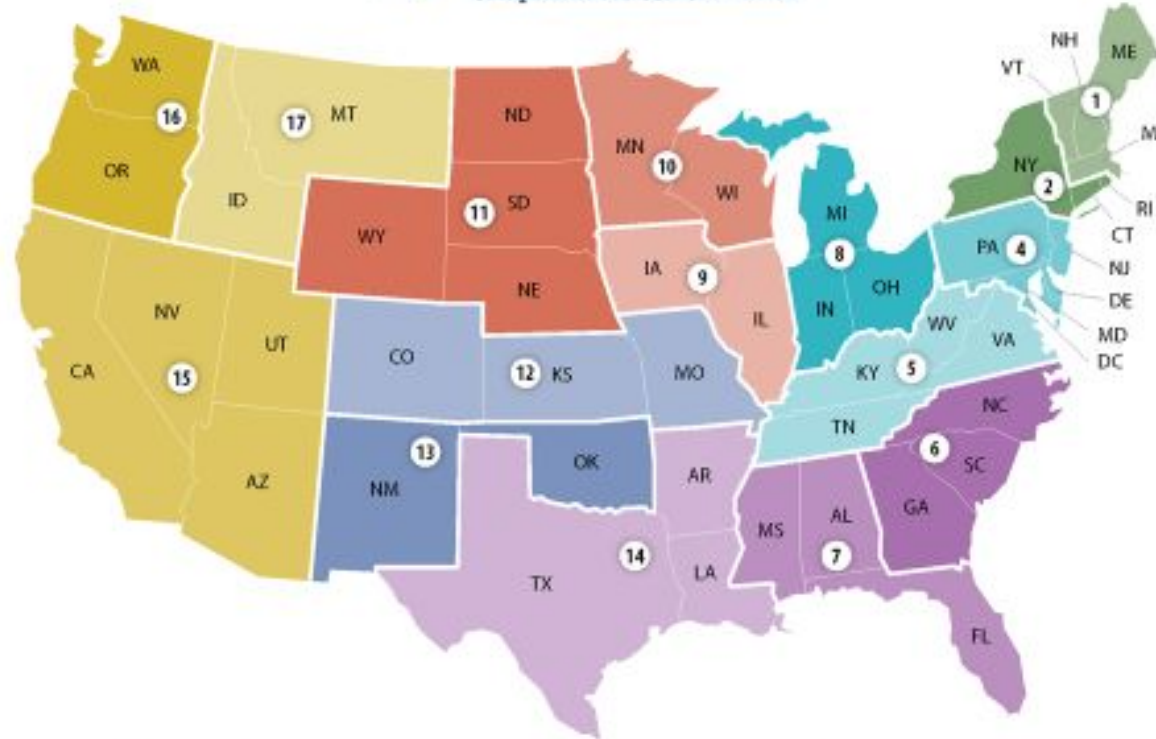 NH
ME
VT
1
WA
16
17
MT
ND
MN
10
WI
M
OR
ID
11
SD
WY
NE
MI
8
NY
2
RI
CT
PA
4
NJ
DE
MD
DC
IA
9
IL
IN
OH
WV
VA
KY
5
NV
UT
CO
12
KS
MO
CA
15
TN
NC
6
SC
GA
AZ
NM
13
OK
AR
MS
AL
7
14
TX
LA
FL